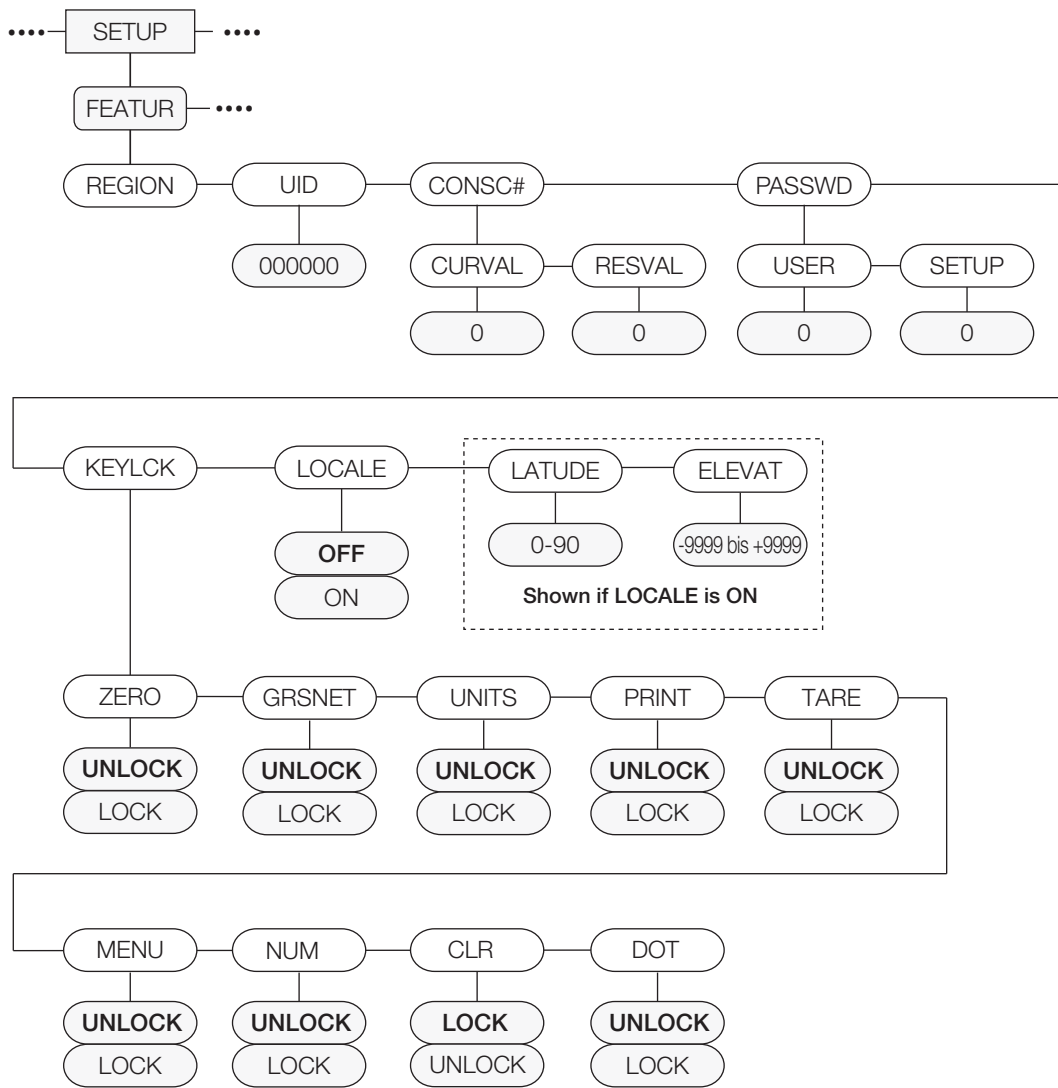 •••• SETUP ••••
FEATUR ••••
REGION UID CONSC# PASSWD
000000 CURVAL RESVAL USER SETUP
0 0 0 0
KEYLCK LOCALE LATUDE ELEVAT
OFF 0-90 -9999 bis +9999
ON Shown if LOCALE is ON
ZERO GRSNET UNITS PRINT TARE
UNLOCK UNLOCK UNLOCK UNLOCK UNLOCK
LOCK LOCK LOCK LOCK LOCK
MENU NUM CLR DOT
UNLOCK UNLOCK LOCK UNLOCK
LOCK LOCK UNLOCK LOCK